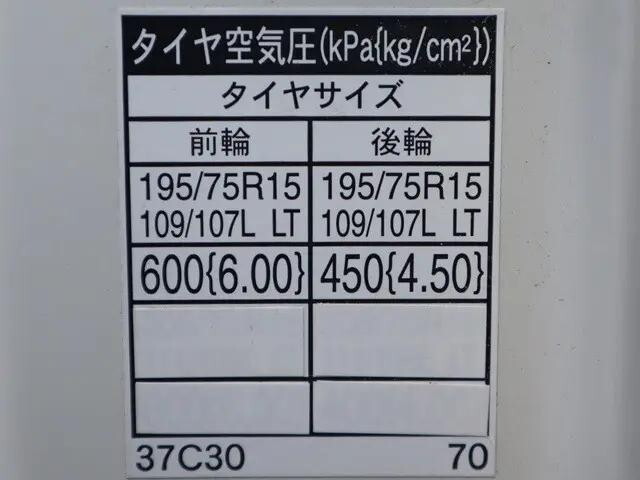 タイヤ空気圧(kPa{kg/cm²})
タイヤサイズ
前輪 後輪
195/75R15 195/75R15
109/107L LT 109/107L LT
600{6.00} 450{4.50}
37C30 70